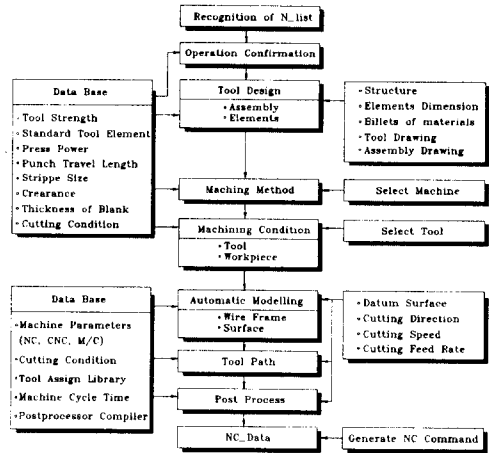 Recognition of N_list
Operation Confirmation
Data Base
Tool Strength
Standard Tool Element
Press Power
Punch Travel Length
Strippe Size
Crearance
Thickness of Blank
Cutting Condition
Tool Design
Assembly
Elements
Structure
Elements Dimension
Billets of materials
Tool Drawing
Assembly Drawing
Maching Method
Select Machine
Machining Condition
Tool
Workpiece
Select Tool
Data Base
Machine Parameters
(NC, CNC, M/C)
Cutting Condition
Tool Assign Library
Machine Cycle Time
Postprocessor Compiler
Automatic Modelling
Wire Frame
Surface
Datum Surface
Cutting Direction
Cutting Speed
Cutting Feed Rate
Tool Path
Post Process
NC_Data
Generate NC Command